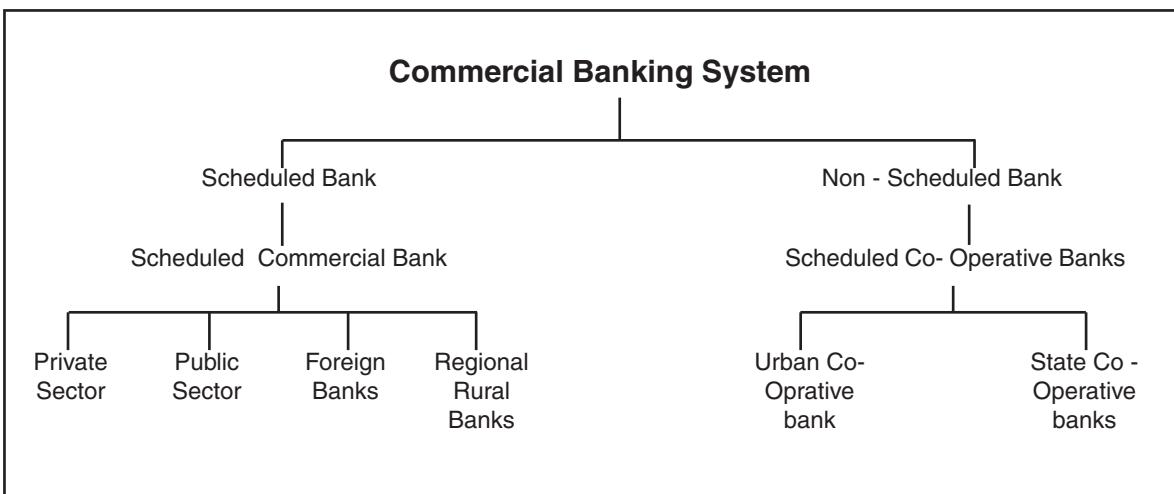 Commercial Banking System
Scheduled Bank
Non - Scheduled Bank
Scheduled Commercial Bank
Scheduled Co- Operative Banks
Private
Sector
Public
Sector
Foreign
Banks
Regional
Rural
Banks
Urban Co-
Oprative
bank
State Co -
Operative
banks